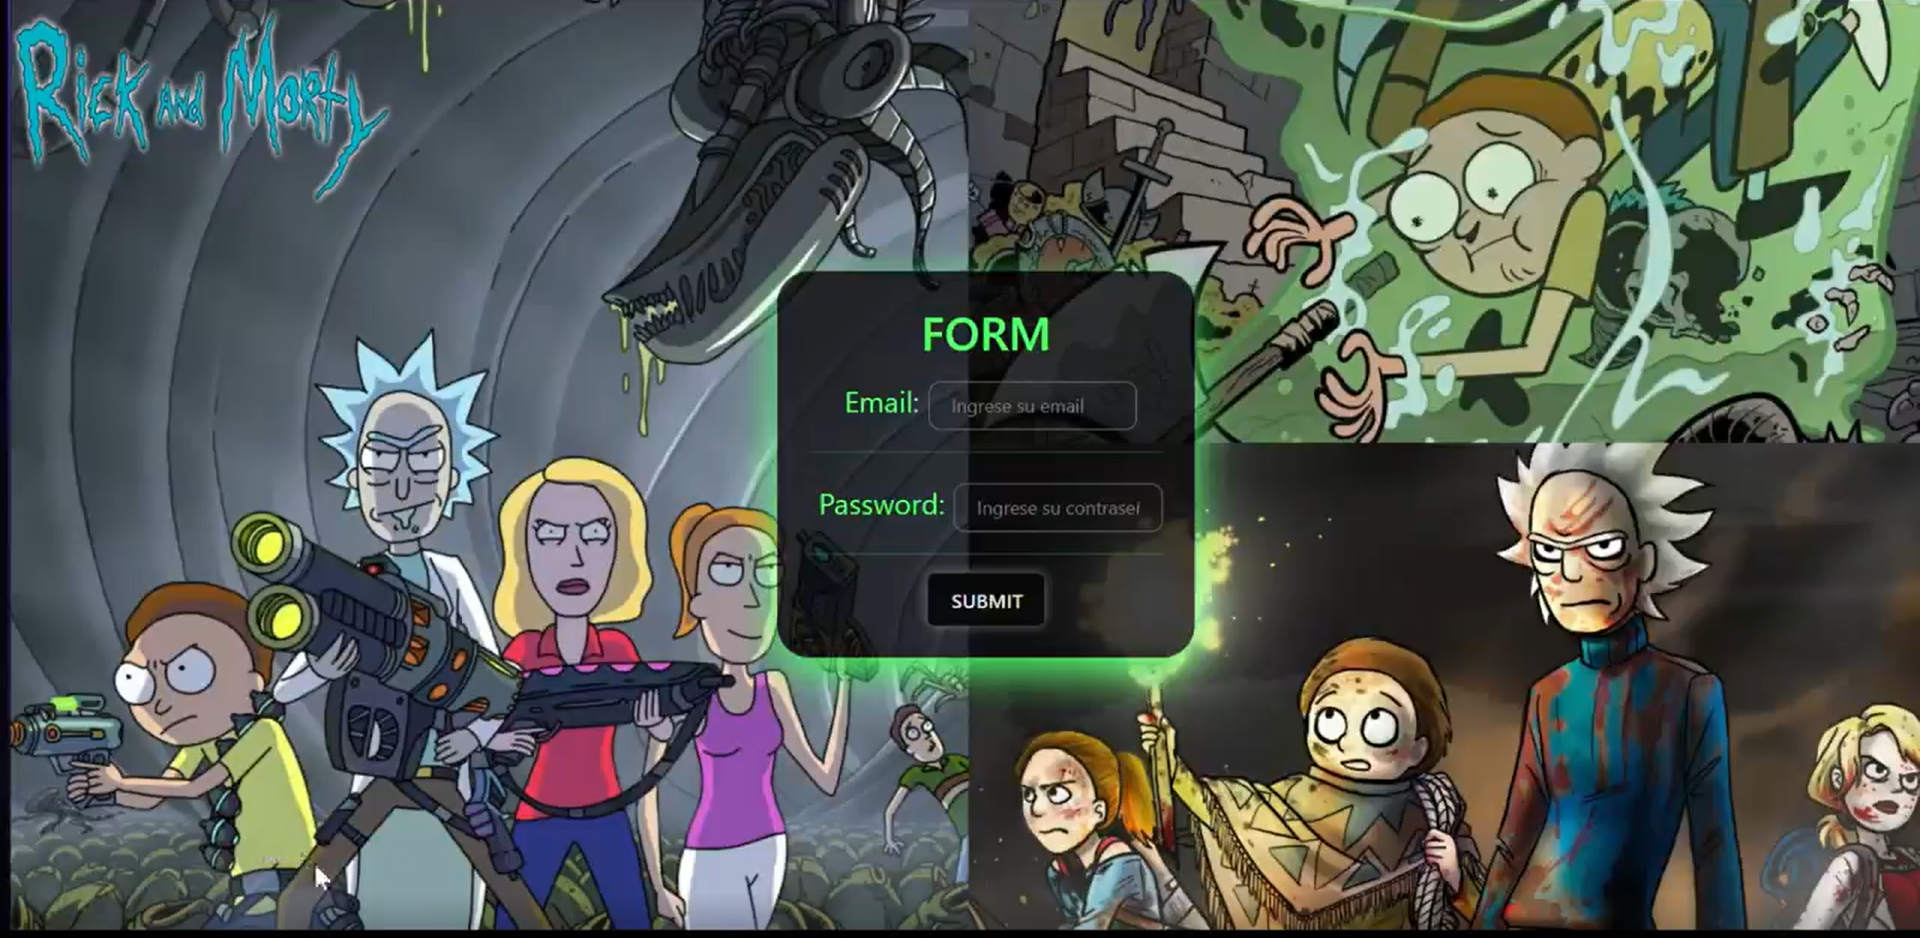 Rick and Morty
FORM
Email: Ingrese su email
Password: Ingrese su contraseí
SUBMIT